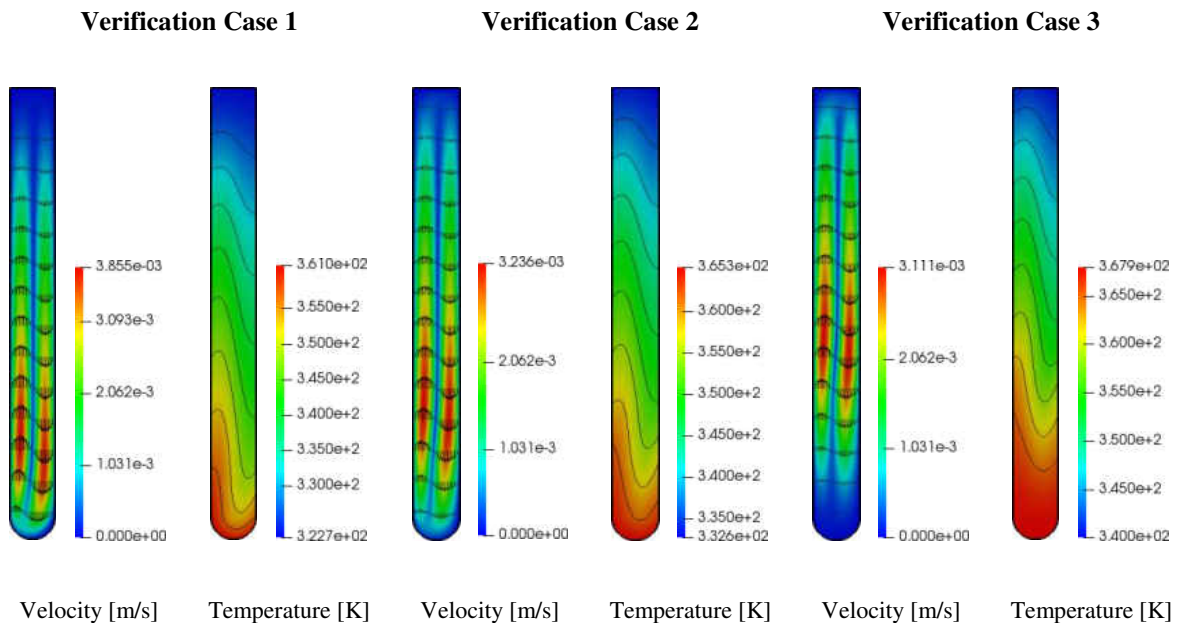 Verification Case 1
Verification Case 2
Verification Case 3
3.855e-03
3.093e-3
2.062e-3
1.031e-3
0.000e+00
3.610e+02
3.550e+2
3.500e+2
3.450e+2
3.400e+2
3.350e+2
3.300e+2
3.227e+02
3.236e-03
2.062e-3
1.031e-3
0.000e+00
3.653e+02
3.600e+2
3.550e+2
3.500e+2
3.450e+2
3.400e+2
3.350e+2
3.326e+02
3.111e-03
2.062e-3
1.031e-3
0.000e+00
3.679e+02
3.650e+2
3.600e+2
3.550e+2
3.500e+2
3.450e+2
3.400e+02
Velocity [m/s]
Temperature [K]
Velocity [m/s]
Temperature [K]
Velocity [m/s]
Temperature [K]